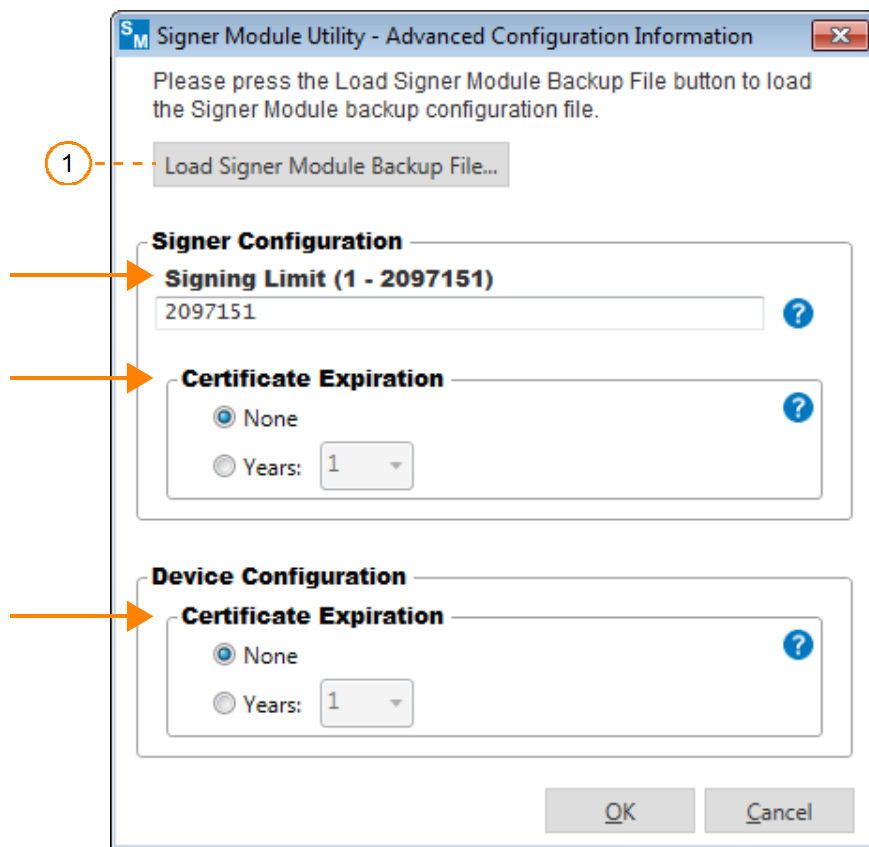 SM Signer Module Utility - Advanced Configuration Information
Please press the Load Signer Module Backup File button to load
the Signer Module backup configuration file.
1
Load Signer Module Backup File...
Signer Configuration
Signing Limit (1 - 2097151)
2097151
?
Certificate Expiration
?
None
Years: 1
Device Configuration
Certificate Expiration
?
None
Years: 1
OK Cancel